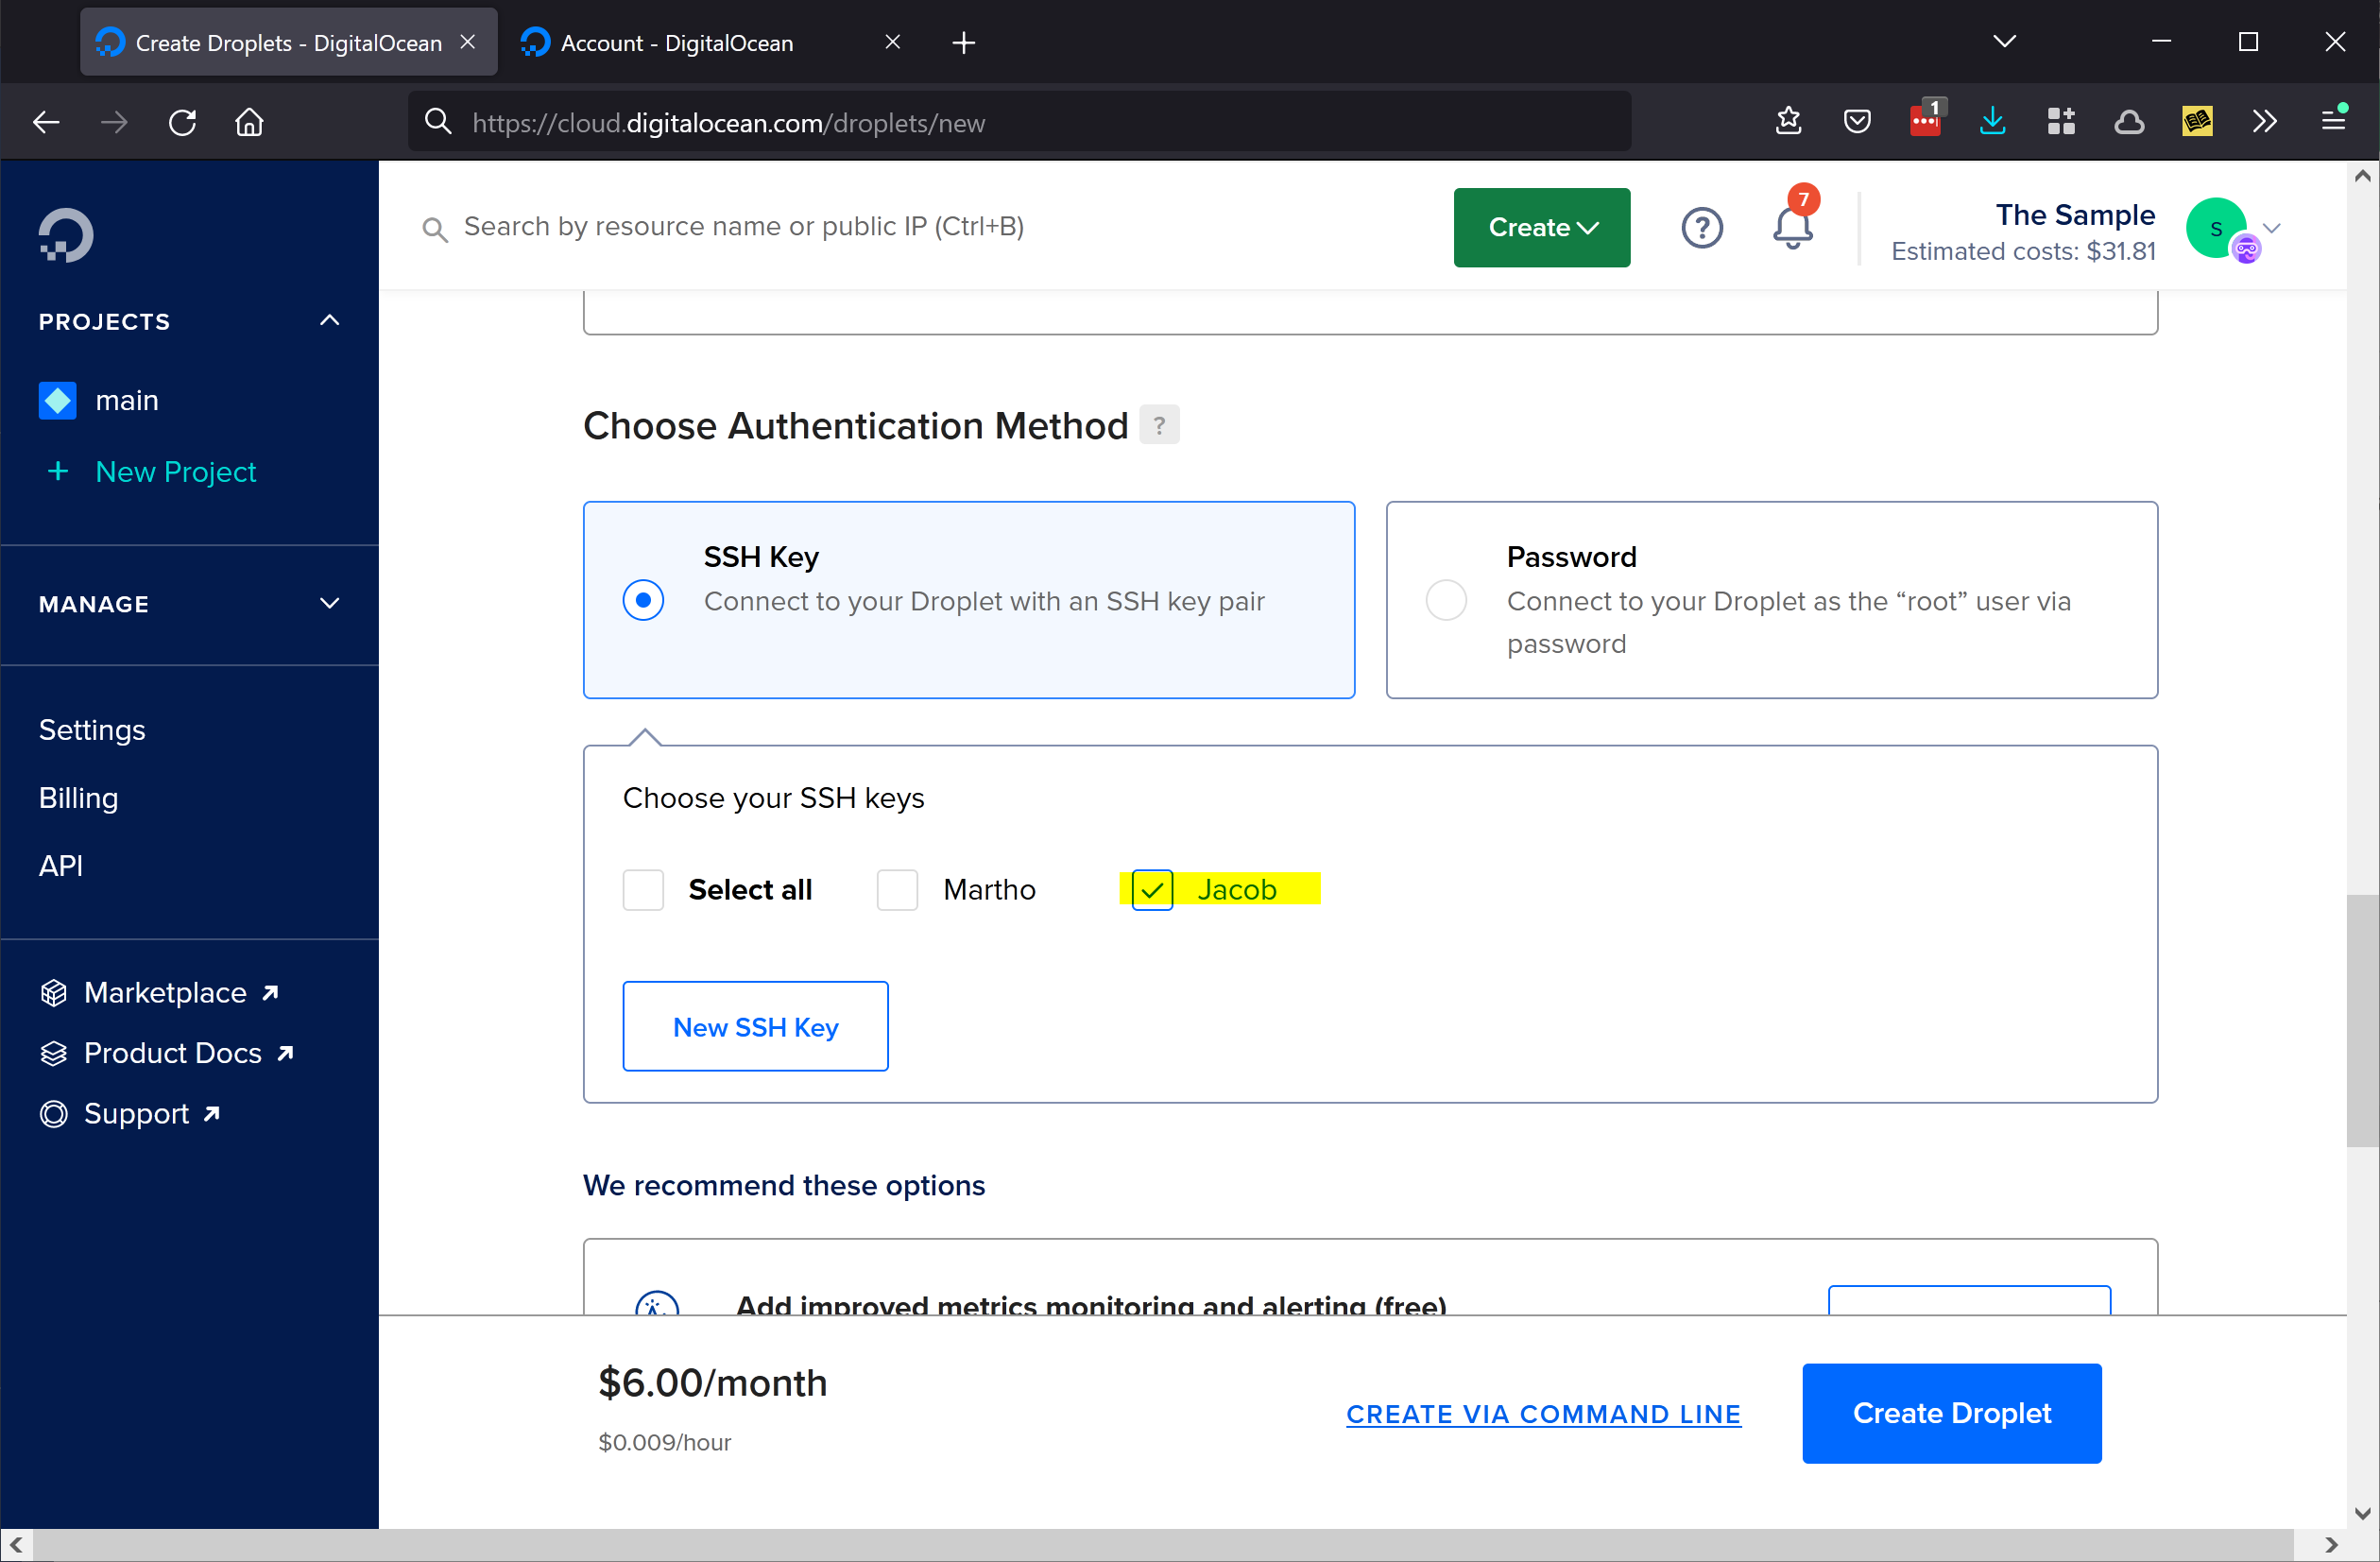 Create Droplets - DigitalOcean
Account - DigitalOcean
https://cloud.digitalocean.com/droplets/new
1
Search by resource name or public IP (Ctrl+B)
Create
?
7
The Sample
Estimated costs: $31.81
S
PROJECTS
main
+ New Project
MANAGE
Settings
Billing
API
Marketplace
Product Docs
Support
Choose Authentication Method ?
SSH Key
Connect to your Droplet with an SSH key pair
Password
Connect to your Droplet as the “root” user via
password
Choose your SSH keys
Select all
Martho
Jacob
New SSH Key
We recommend these options
Add improved metrics monitoring and alerting (free)
$6.00/month
$0.009/hour
CREATE VIA COMMAND LINE
Create Droplet